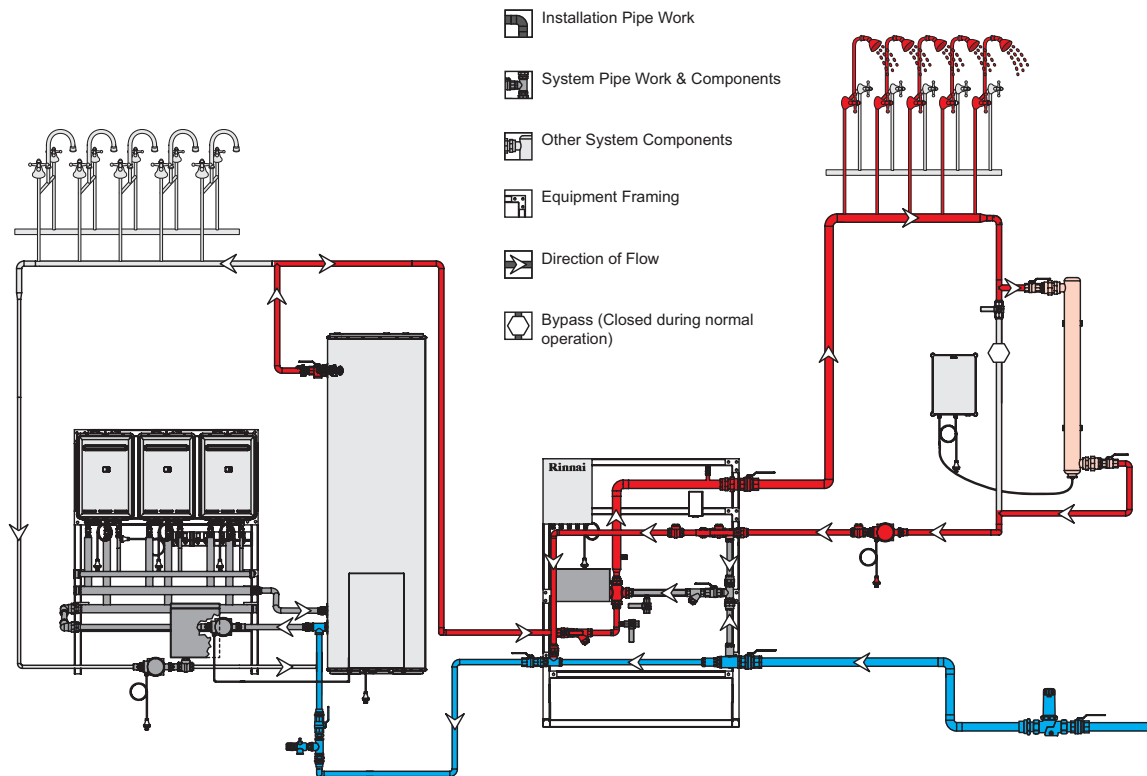 Installation Pipe Work
System Pipe Work & Components
Other System Components
Equipment Framing
Direction of Flow
Bypass (Closed during normal
operation)
Rinnai